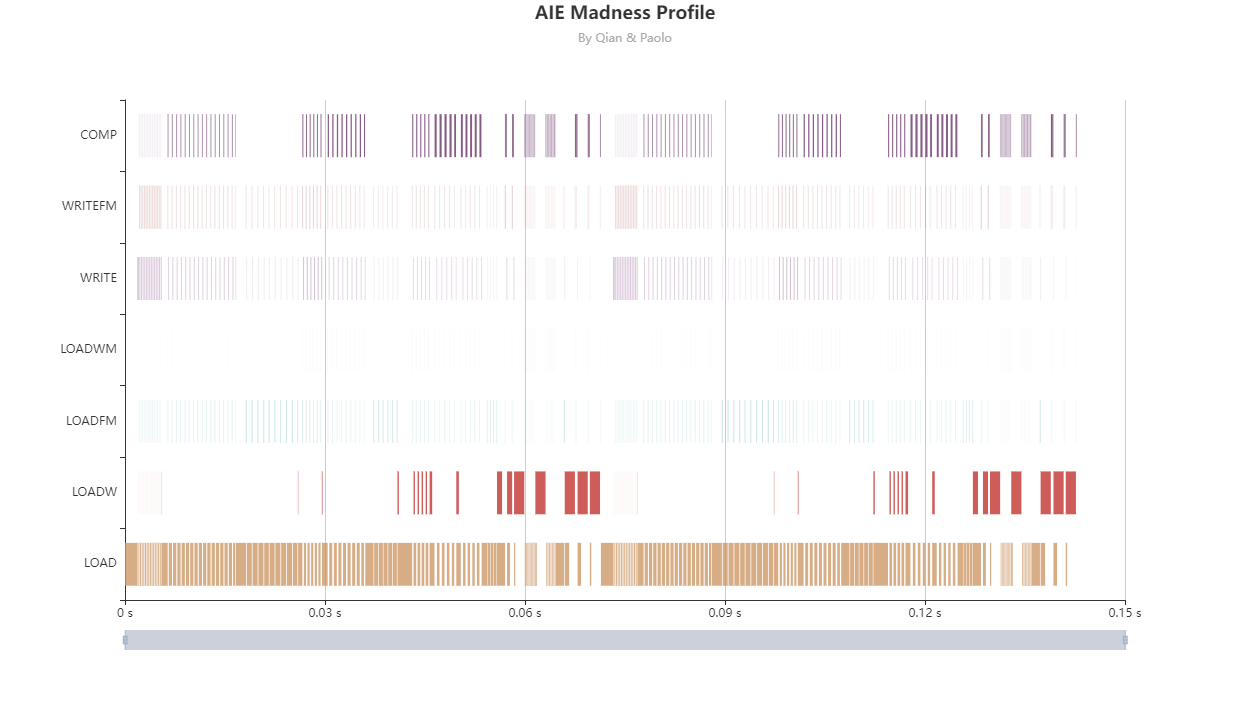 AIE Madness Profile
By Qian & Paolo
COMP
WRITEFM
WRITE
LOADWM
LOADFM
LOADW
LOAD
0 s
0.03 s
0.06 s
0.09 s
0.12 s
0.15 s